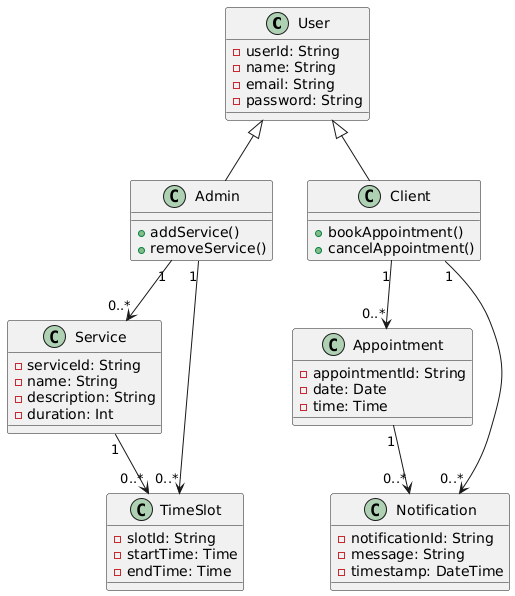 C User
userId: String
name: String
email: String
password: String
C Admin
addService()
removeService()
C Client
bookAppointment()
cancelAppointment()
1
1
1
1
0..*
0..*
C Service
serviceId: String
name: String
description: String
duration: Int
C Appointment
appointmentId: String
date: Date
time: Time
1
1
0..*
0..*
0..*
0..*
C TimeSlot
slotId: String
startTime: Time
endTime: Time
C Notification
notificationId: String
message: String
timestamp: DateTime